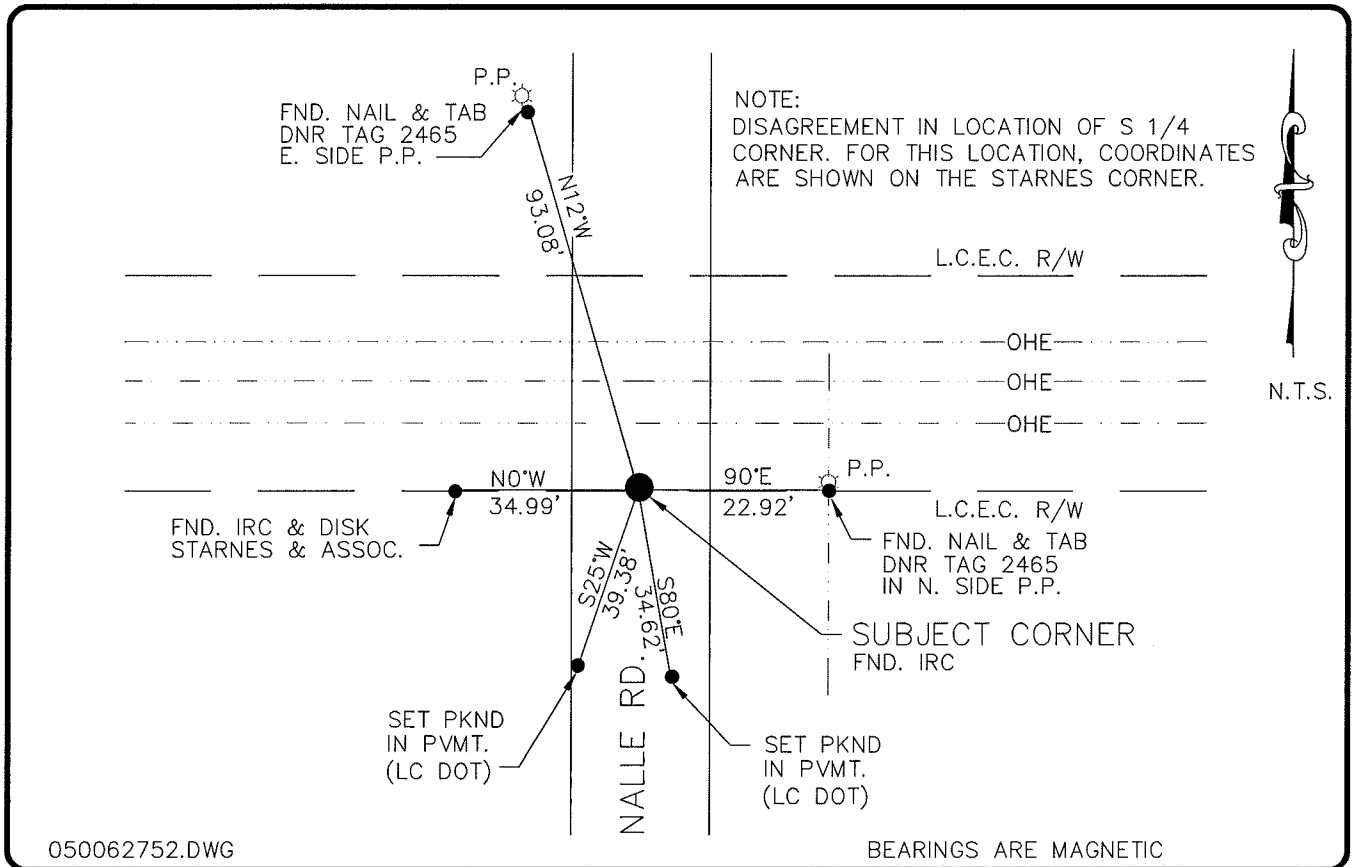 P.P.
FND. NAIL & TAB
DNR TAG 2465
E. SIDE P.P.
NOTE:
DISAGREEMENT IN LOCATION OF S 1/4
CORNER. FOR THIS LOCATION, COORDINATES
ARE SHOWN ON THE STARNES CORNER.
N12°W
93.08'
L.C.E.C. R/W
OHE
OHE
OHE
N.T.S.
N0°W
34.99'
90°E
22.92'
P.P.
L.C.E.C. R/W
FND. IRC & DISK
STARNES & ASSOC.
FND. NAIL & TAB
DNR TAG 2465
IN N. SIDE P.P.
S25°W
39.38'
S80°E
34.62'
SUBJECT CORNER
FND. IRC
NALLE RD.
SET PKND
IN PVMT.
(LC DOT)
SET PKND
IN PVMT.
(LC DOT)
050062752.DWG
BEARINGS ARE MAGNETIC